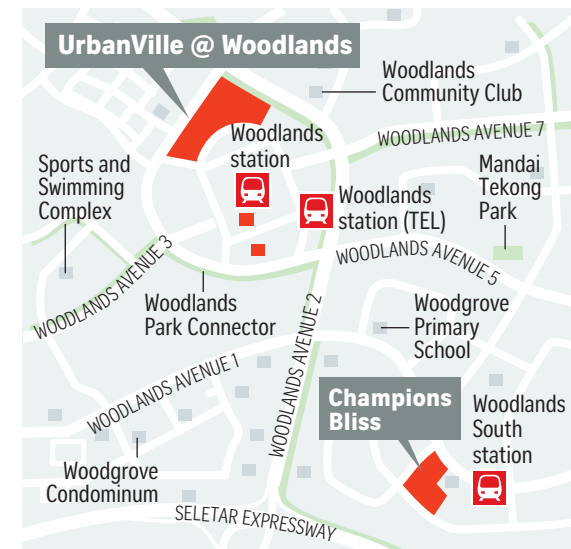 UrbanVille @ Woodlands
Woodlands
Community Club
WOODLANDS AVENUE 7
Woodlands
station
Sports and
Swimming
Complex
Mandai
Tekong
Park
Woodlands
station (TEL)
WOODLANDS AVENUE 3
WOODLANDS AVENUE 5
Woodlands
Park Connector
WOODLANDS AVENUE 2
Woodgrove
Primary
School
WOODLANDS AVENUE 1
Champions
Bliss
Woodlands
South
station
Woodgrove
Condominum
SELETAR EXPRESSWAY